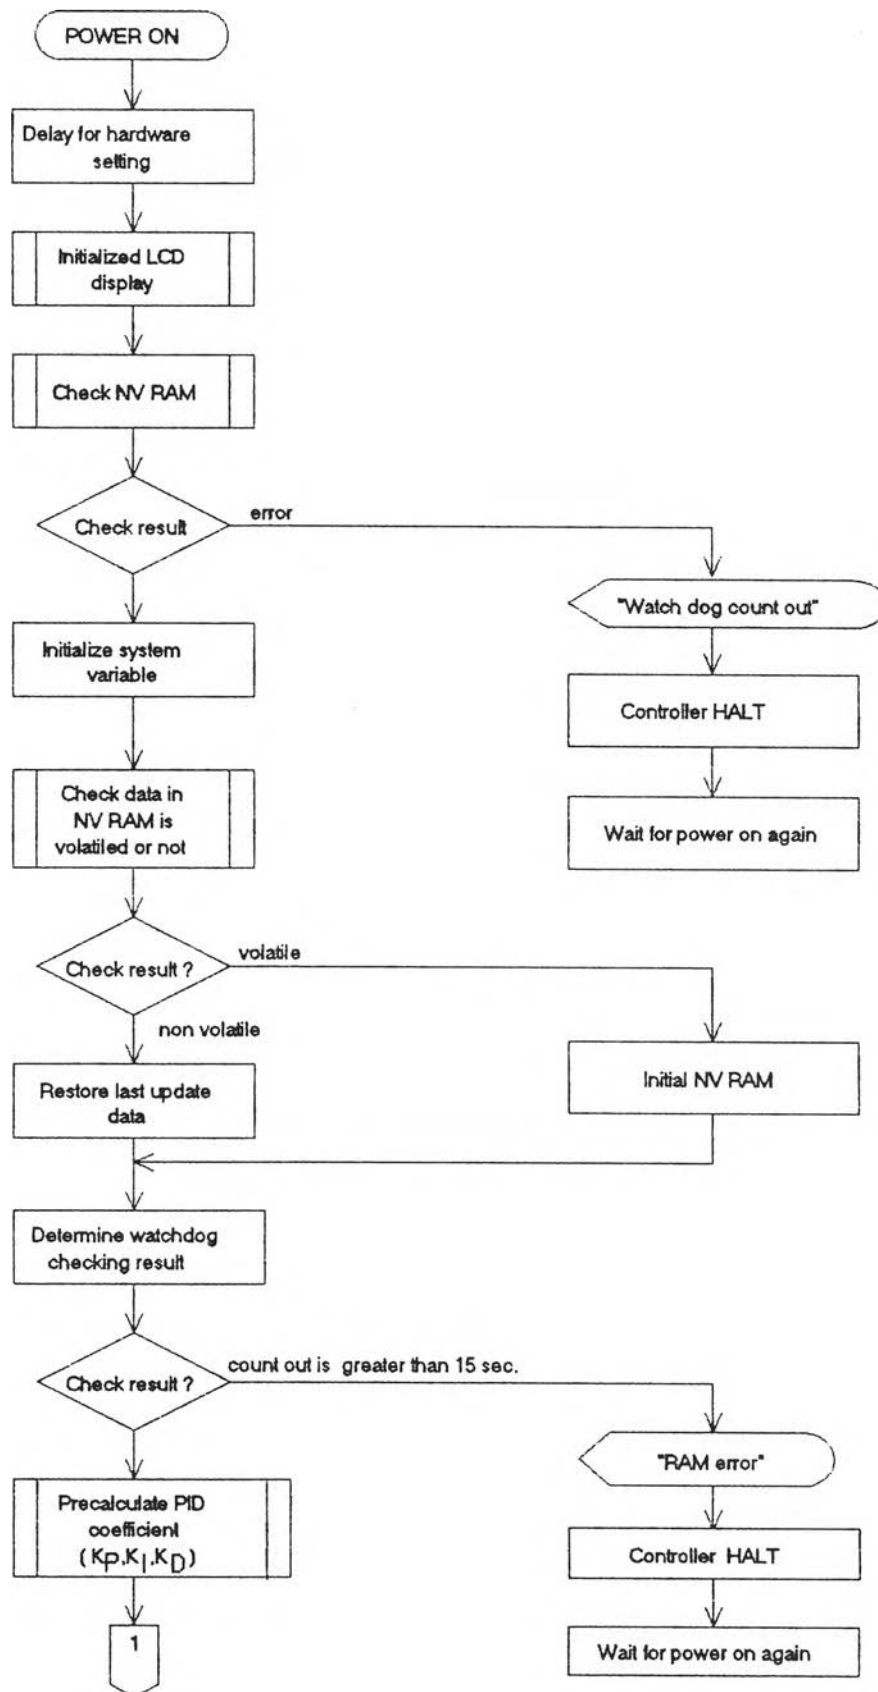 POWER ON
Delay for hardware
setting
Initialized LCD
display
Check NV RAM
Check result
error
"Watch dog count out"
Initialize system
variable
Controller HALT
Check data in
NV RAM is
volatiled or not
Wait for power on again
Check result ?
volatile
non volatile
Restore last update
data
Initial NV RAM
Determine watchdog
checking result
Check result ?
count out is greater than 15 sec.
"RAM error"
Precalculate PID
coefficient
(KP,KI,KD)
Controller HALT
1
Wait for power on again